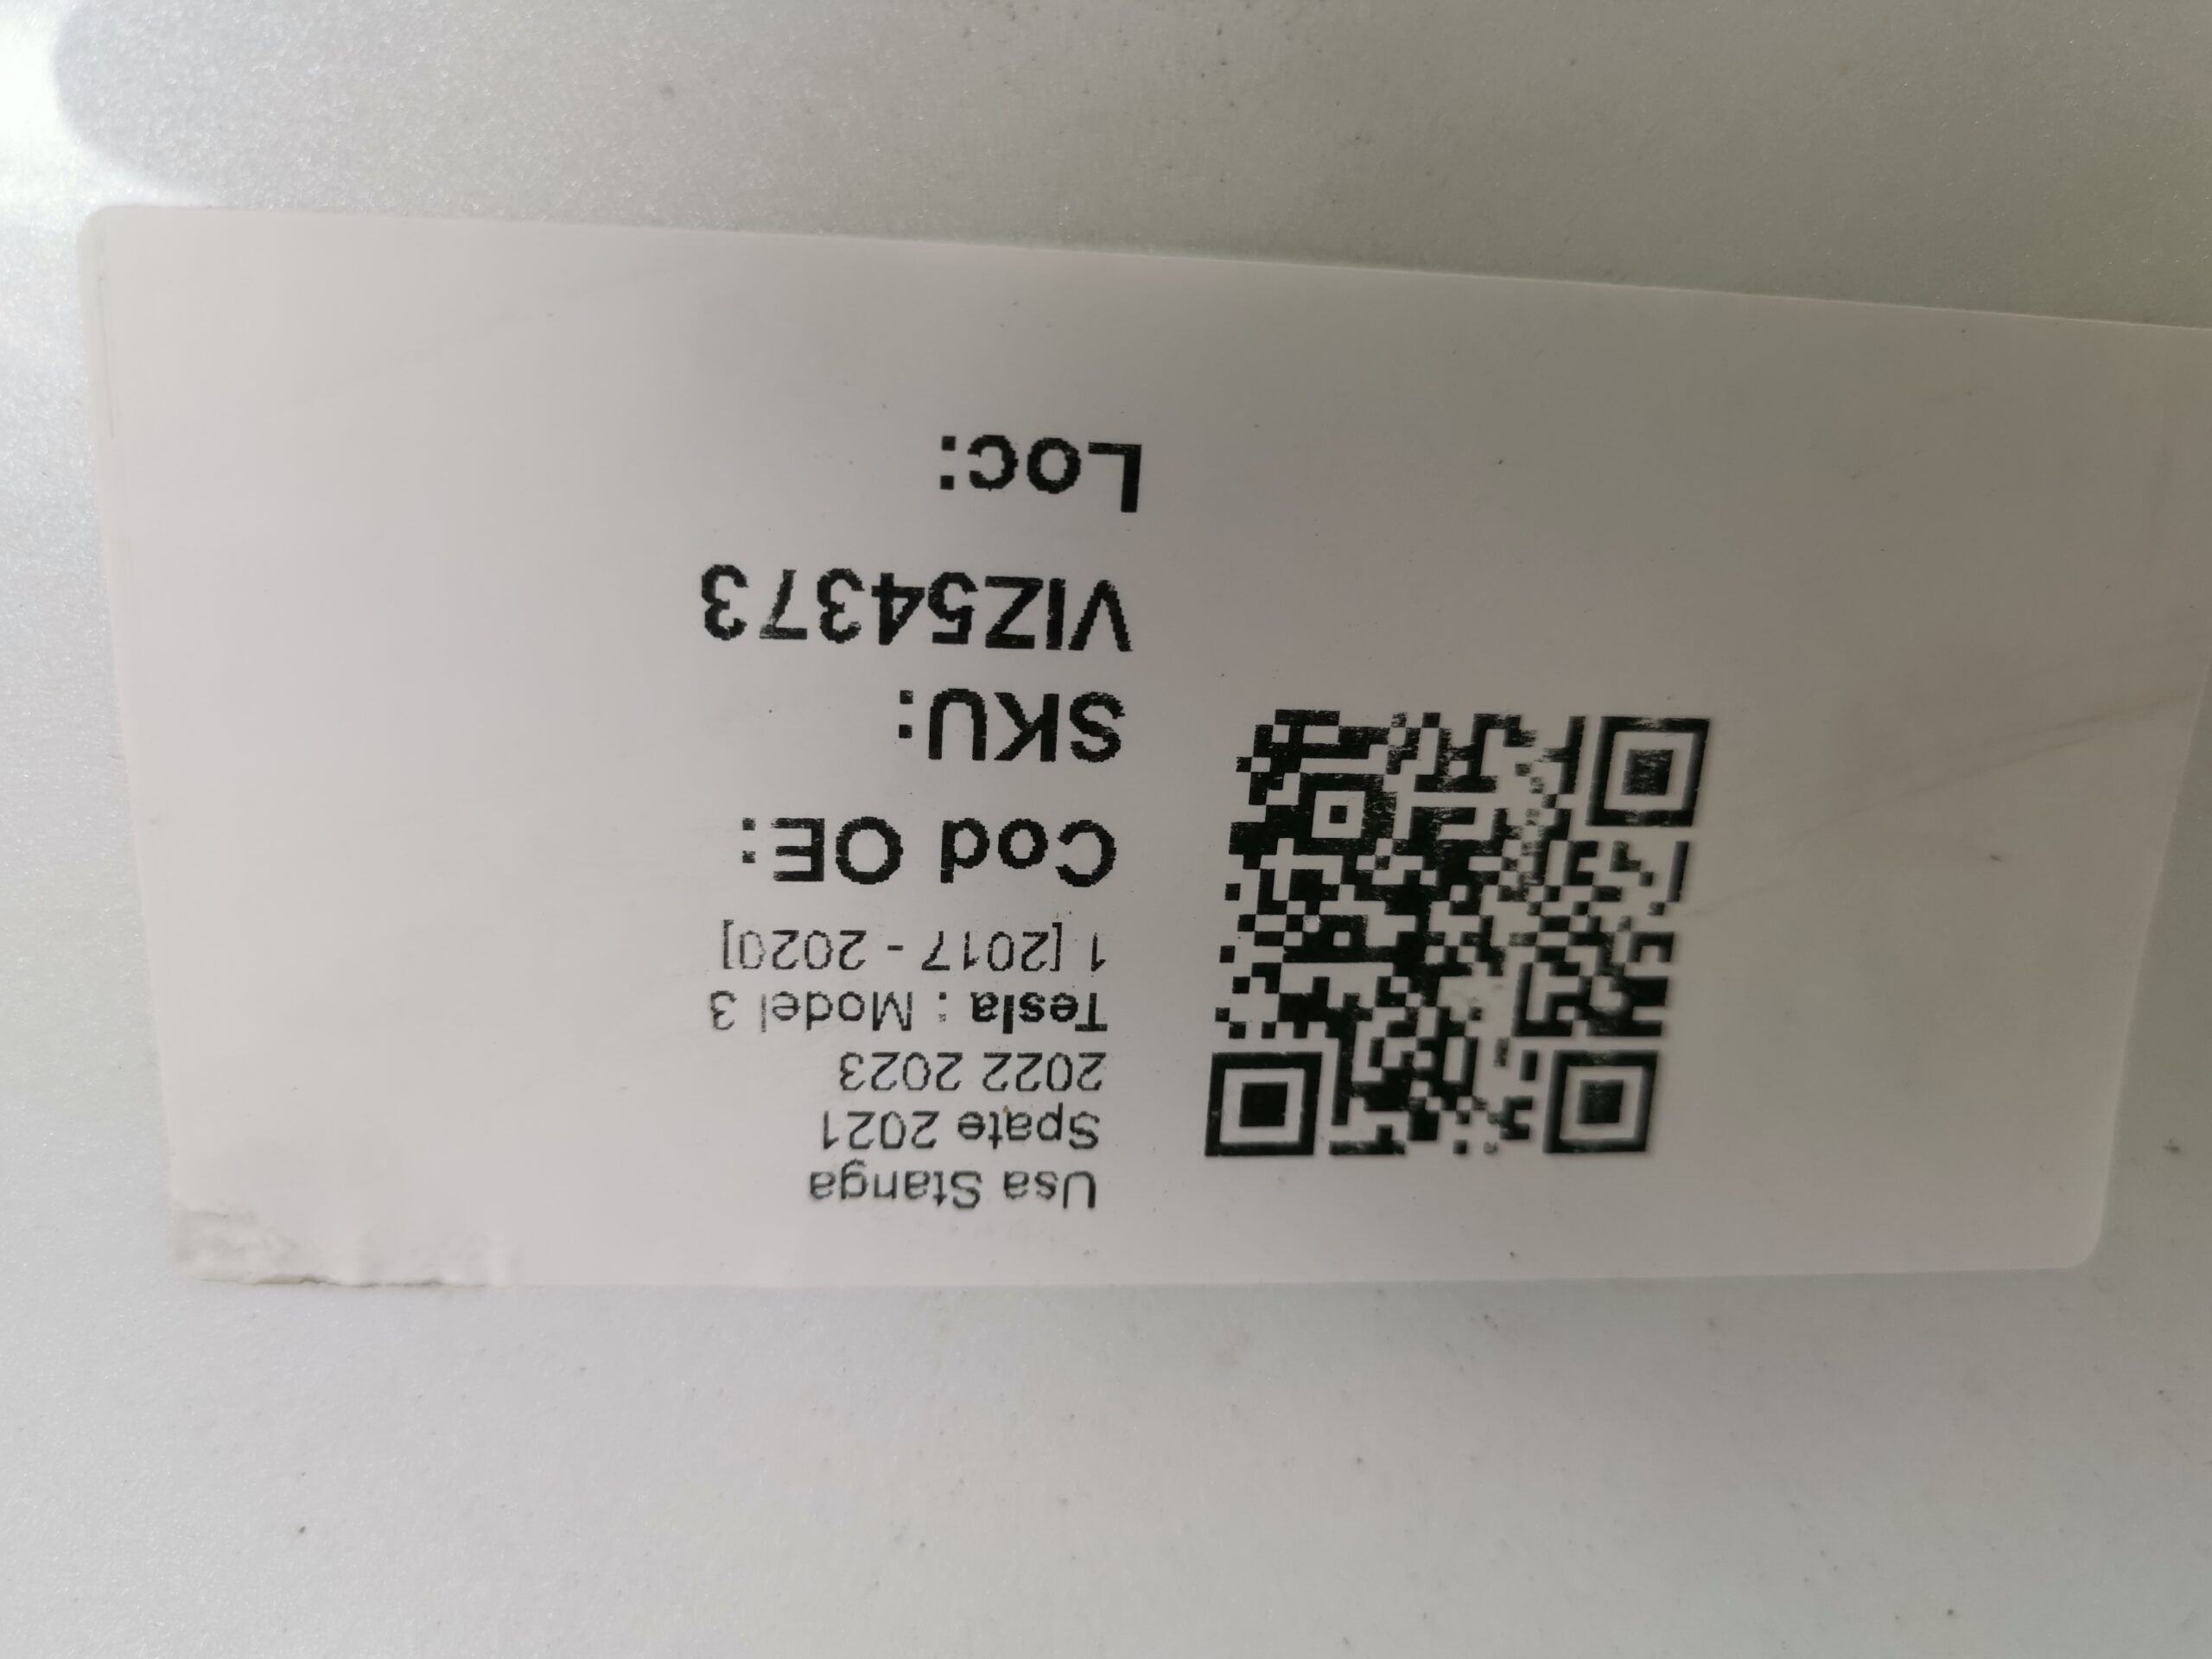 Usa Stanga
Spate 2021
2022 2023
Tesla : Model 3
1 [2017 - 2020]
Cod OE:
SKU:
VIZ54373
Loc: